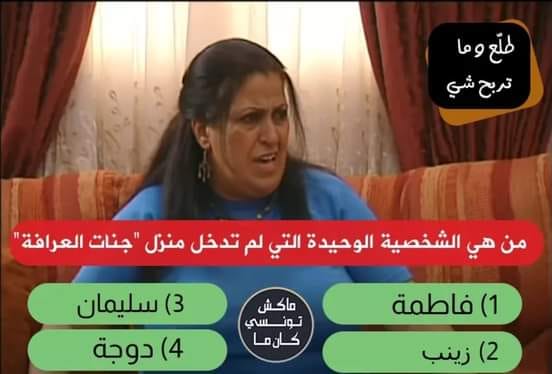 طلّع وما
تربح شي
من هي الشخصية الوحيدة التي لم تدخل منزل "جنات العرافة"
1) فاطمة
3) سليمان
ماكش
تونسي
كان ما
2) زينب
4) دوجة